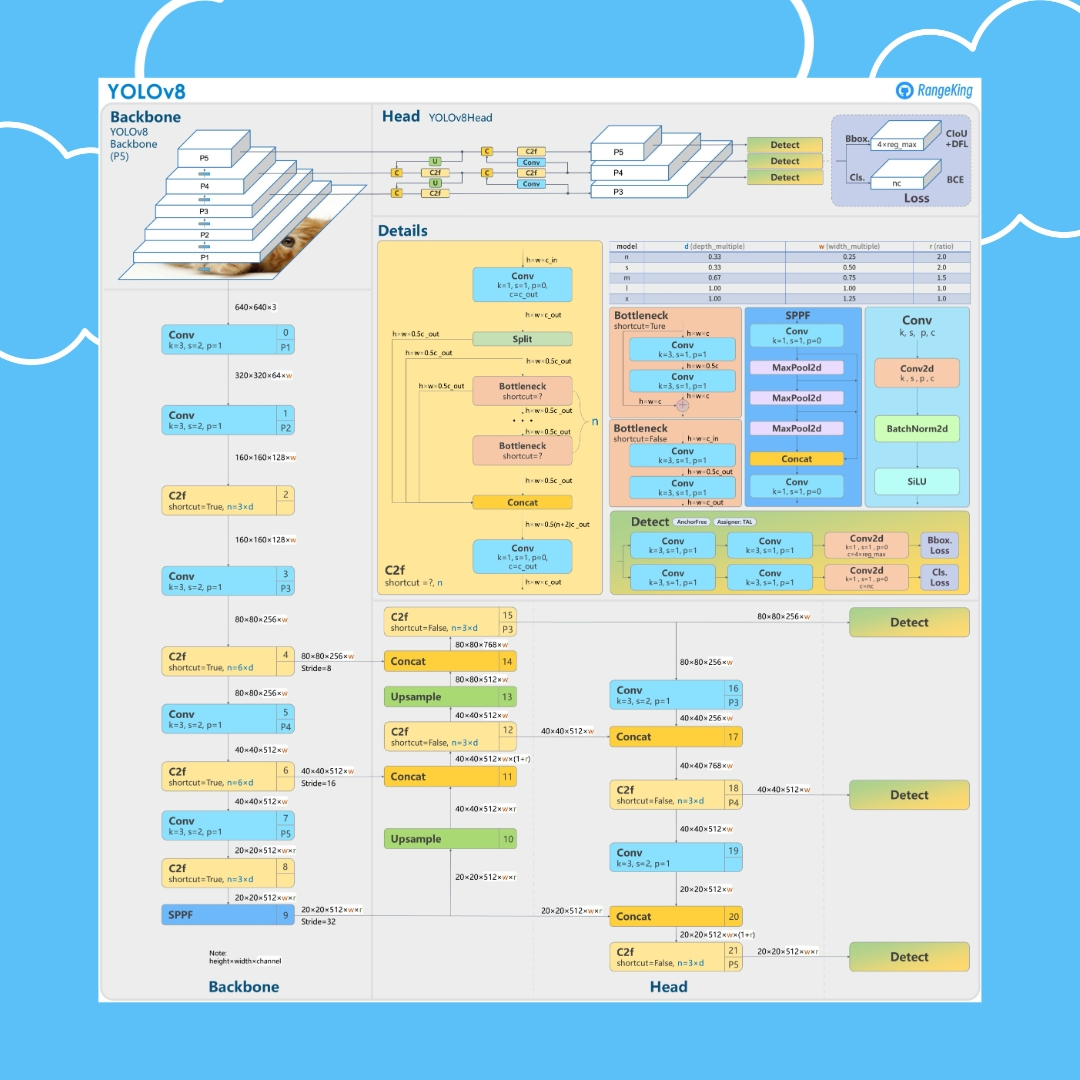 YOLOv8
RangeKing
Backbone
YOLOv8
Backbone
(P5)
P5
P4
P3
P2
P1
Head YOLOv8Head
U
C C2f
U
C C2f
C C2f
Conv
C C2f
Conv
P5
P4
P3
Detect
Detect
Detect
Bbox.
4×reg_max
CIoU
+DFL
Cls.
nc
BCE
Loss
640×640×3
Conv 0
k=3, s=2, p=1 P1
320×320×64×w
Conv 1
k=3, s=2, p=1 P2
160×160×128×w
C2f 2
shortcut=True, n=3×d
160×160×128×w
Conv 3
k=3, s=2, p=1 P3
80×80×256×w
C2f 4
shortcut=True, n=6×d
80×80×256×w
Stride=8
80×80×256×w
Conv 5
k=3, s=2, p=1 P4
40×40×512×w
C2f 6
shortcut=True, n=6×d
40×40×512×w
Stride=16
40×40×512×w
Conv 7
k=3, s=2, p=1 P5
20×20×512×w×r
C2f 8
shortcut=True, n=3×d
20×20×512×w×r
SPPF 9
20×20×512×w×r
Stride=32
Note:
height×width×channel
Backbone
Details
h×w×c_in
Conv
k=1, s=1, p=0,
c=c_out
h×w×c_out
h×w×0.5c_out
Split
h×w×0.5c_out
h×w×0.5c_out
h×w×0.5c_out
Bottleneck
shortcut=?
h×w×0.5c_out
. . .
n
h×w×0.5c_out
Bottleneck
shortcut=?
h×w×0.5c_out
Concat
h×w×0.5(n+2)c_out
Conv
k=1, s=1, p=0,
c=c_out
h×w×c_out
C2f
shortcut =?, n
model d (depth_multiple) w (width_multiple) r (ratio)
n 0.33 0.25 2.0
s 0.33 0.50 2.0
m 0.67 0.75 1.5
l 1.00 1.00 1.0
x 1.00 1.25 1.0
Bottleneck
shortcut=Ture
h×w×c
Conv
k=3, s=1, p=1
h×w×0.5c
Conv
k=3, s=1, p=1
h×w×c
h×w×c
Bottleneck
shortcut=False
h×w×c_in
Conv
k=3, s=1, p=1
h×w×0.5c_out
Conv
k=3, s=1, p=1
h×w×c_out
SPPF
Conv
k=1, s=1, p=0
MaxPool2d
MaxPool2d
MaxPool2d
Concat
Conv
k=1, s=1, p=0
Conv
k, s, p, c
Conv2d
k, s, p, c
BatchNorm2d
SiLU
Detect AnchorFree Assigner: TAL
Conv
k=3, s=1, p=1
Conv
k=3, s=1, p=1
Conv2d
k=1, s=1, p=0
c=4×reg_max
Bbox.
Loss
Conv
k=3, s=1, p=1
Conv
k=3, s=1, p=1
Conv2d
k=1, s=1, p=0
c=nc
Cls.
Loss
C2f 15
shortcut=False, n=3×d P3
80×80×256×w
Detect
80×80×768×w
Concat 14
80×80×512×w
Upsample 13
40×40×512×w
C2f 12
shortcut=False, n=3×d
40×40×512×w
40×40×512×w×(1+r)
Concat 11
40×40×512×w×r
Upsample 10
20×20×512×w×r
20×20×512×w×r
80×80×256×w
Conv 16
k=3, s=2, p=1 P3
40×40×256×w
Concat 17
40×40×768×w
C2f 18
shortcut=False, n=3×d P4
40×40×512×w
Detect
40×40×512×w
Conv 19
k=3, s=2, p=1
20×20×512×w
Concat 20
20×20×512×w×(1+r)
C2f 21
shortcut=False, n=3×d P5
20×20×512×w×r
Detect
Head